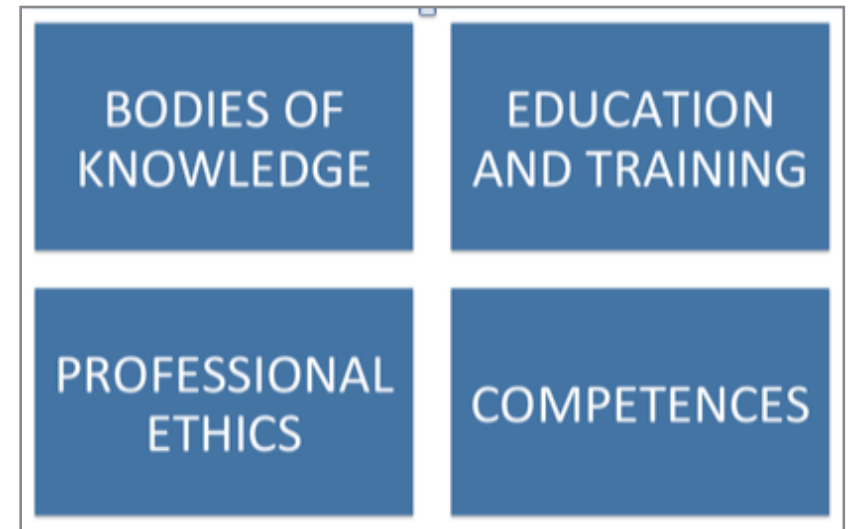 BODIES OF
KNOWLEDGE
EDUCATION
AND TRAINING
PROFESSIONAL
ETHICS
COMPETENCES